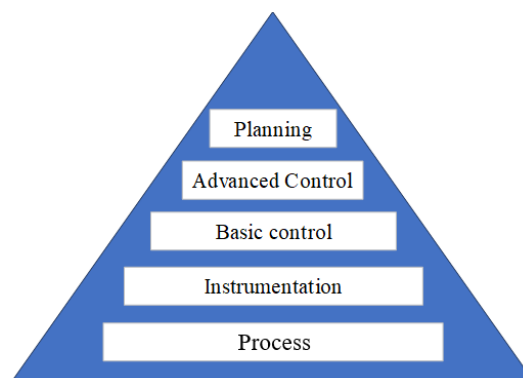 Planning
Advanced Control
Basic control
Instrumentation
Process